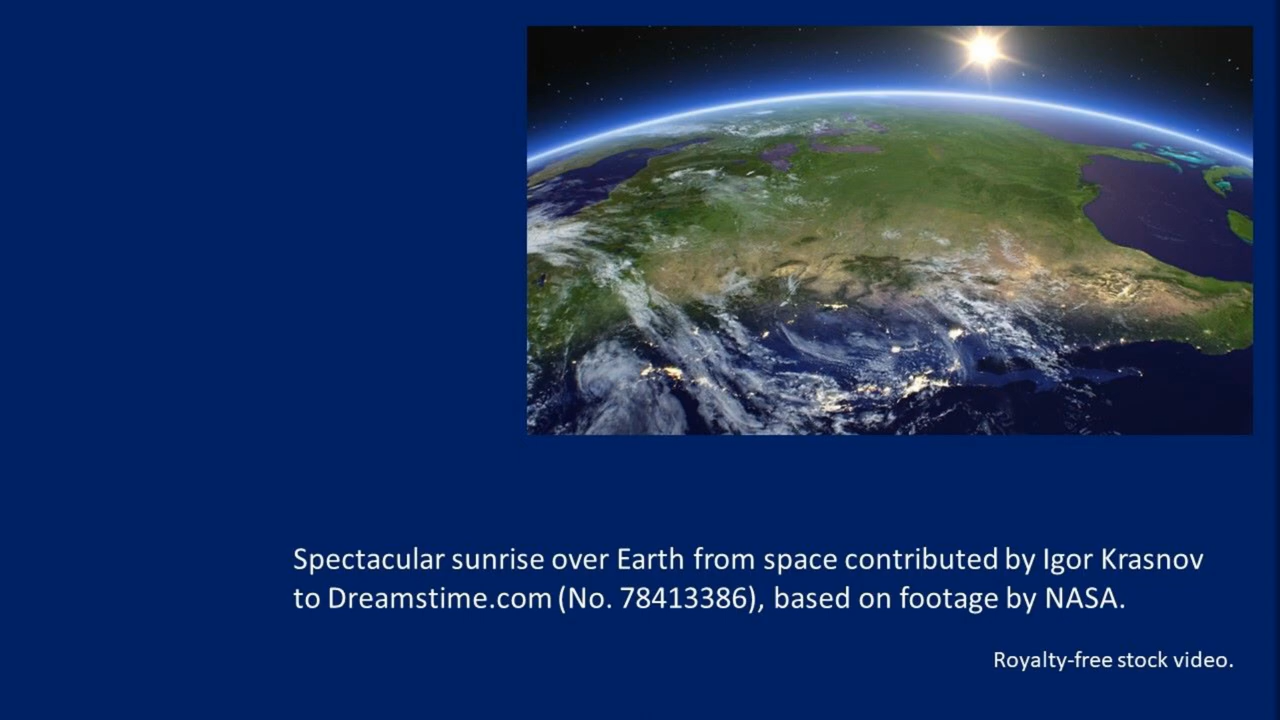 Spectacular sunrise over Earth from space contributed by Igor Krasnov
to Dreamstime.com (No. 78413386), based on footage by NASA.
Royalty-free stock video.